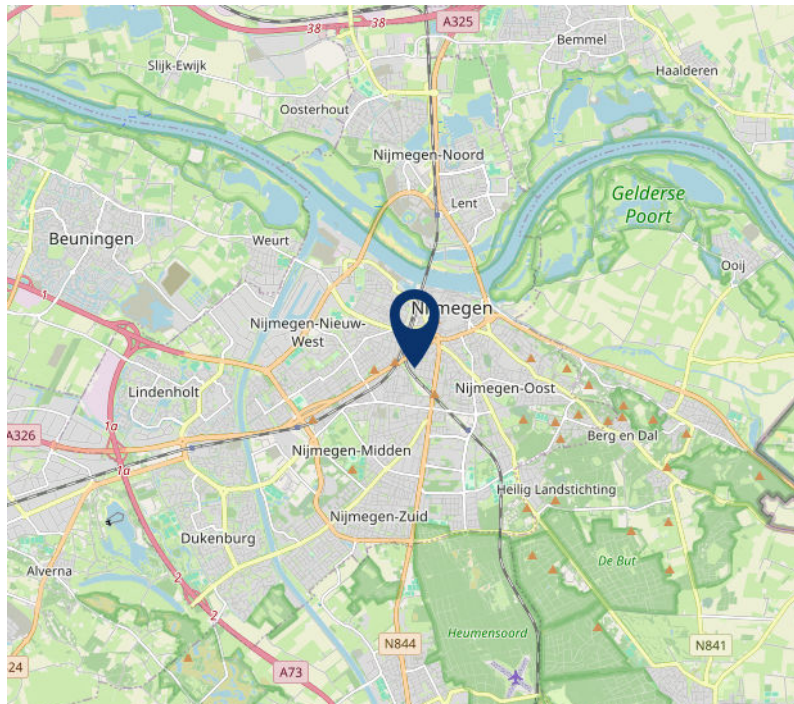 38
38
A325
Bemmel
Slijk-Ewijk
Haalderen
Oosterhout
Nijmegen-Noord
Gelderse
Poort
Lent
Beuningen
Weurt
Ooij
1
Nijmegen
Nijmegen-Nieuw-
West
Lindenholt
Nijmegen-Oost
1a
A326
Berg en Dal
Nijmegen-Midden
1a
Heilig Landstichting
Nijmegen-Zuid
Dukenburg
De But
Alverna
2
2
Heumensoord
N844
N841
24
A73